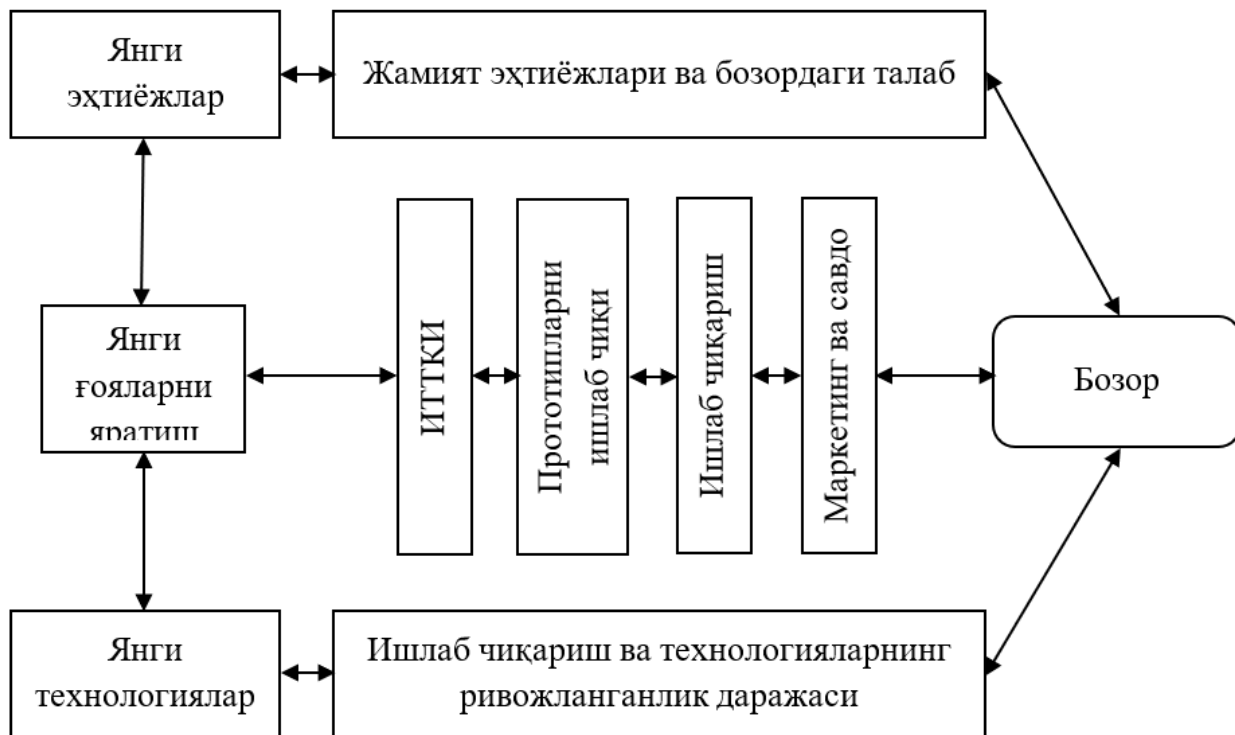 Янги
эҳтиёжлар
Жамият эҳтиёжлари ва бозордаги талаб
Янги
ғояларни
яратиш
ИТТКИ
Прототипларни
ишлаб чиқи
Ишлаб чиқариш
Маркетинг ва савдо
Бозор
Янги
технологиялар
Ишлаб чиқариш ва технологияларнинг
ривожланганлик даражаси